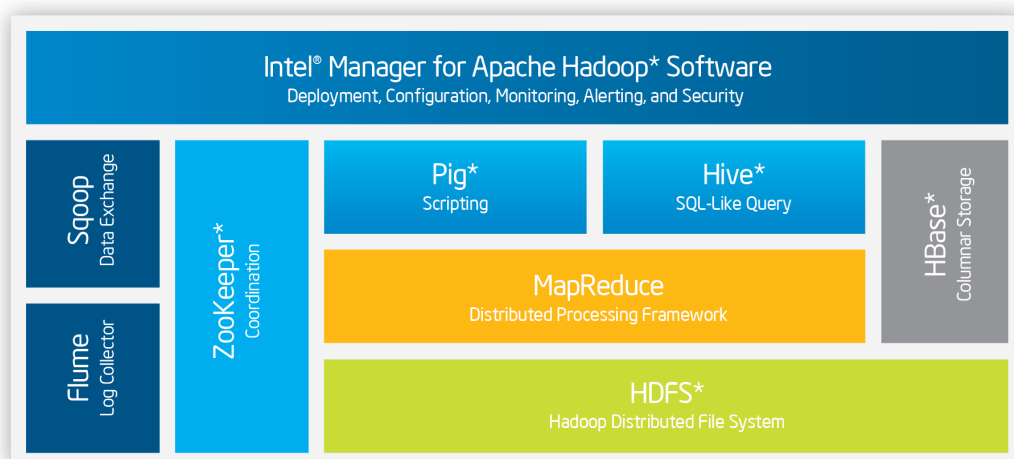 Intel® Manager for Apache Hadoop* Software
Deployment, Configuration, Monitoring, Alerting, and Security
Sqoop
Data Exchange
Flume
Log Collector
ZooKeeper*
Coordination
Pig*
Scripting
Hive*
SQL-Like Query
MapReduce
Distributed Processing Framework
HBase*
Columnar Storage
HDFS*
Hadoop Distributed File System